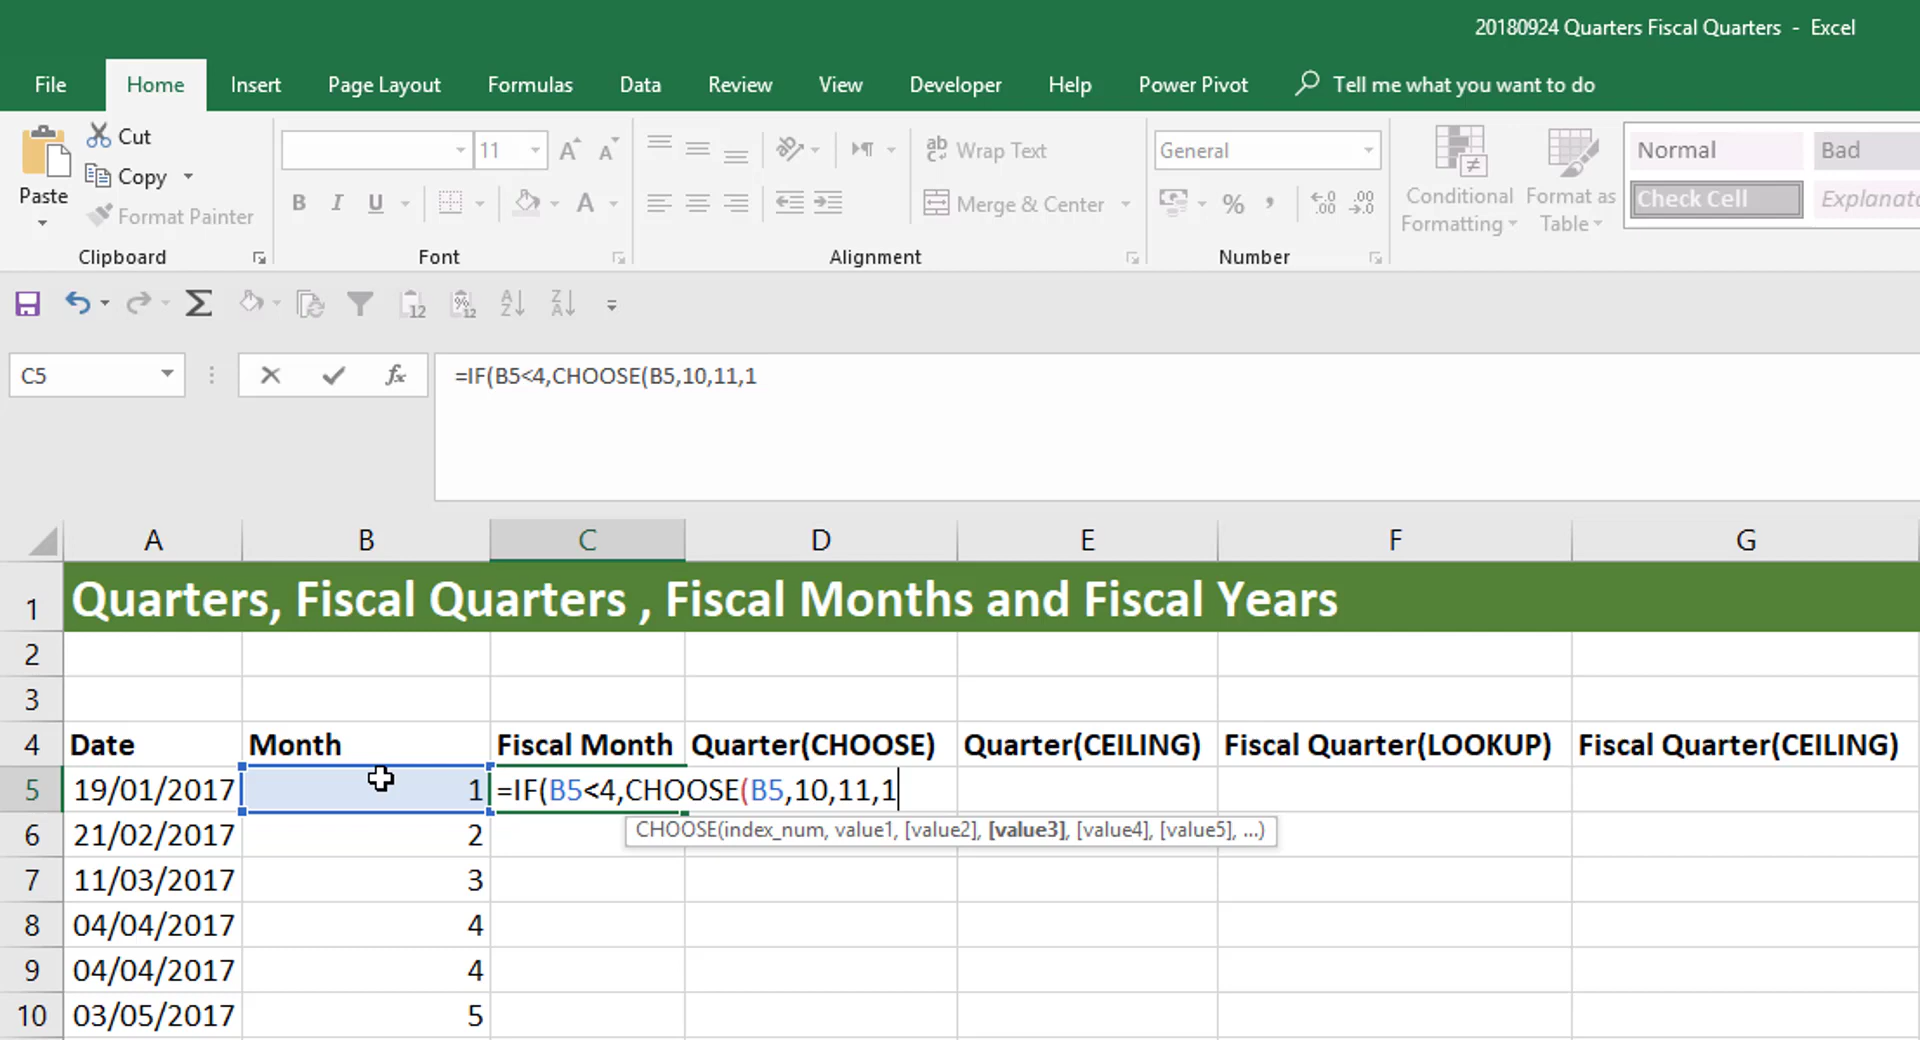 20180924 Quarters Fiscal Quarters - Excel
File Home Insert Page Layout Formulas Data Review View Developer Help Power Pivot Tell me what you want to do
Paste
Cut
Copy
Format Painter
Clipboard
11
B I U
Font
Wrap Text
Merge & Center
Alignment
General
%
Number
Conditional Formatting
Format as Table
Normal
Bad
Check Cell
C5
fx
=IF(B5<4,CHOOSE(B5,10,11,1
A B C D E F G
1 Quarters, Fiscal Quarters , Fiscal Months and Fiscal Years
2
3
4 Date Month Fiscal Month Quarter(CHOOSE) Quarter(CEILING) Fiscal Quarter(LOOKUP) Fiscal Quarter(CEILING)
5 19/01/2017 1 =IF(B5<4,CHOOSE(B5,10,11,1
CHOOSE(index_num, value1, [value2], [value3], [value4], [value5], ...)
6 21/02/2017 2
7 11/03/2017 3
8 04/04/2017 4
9 04/04/2017 4
10 03/05/2017 5